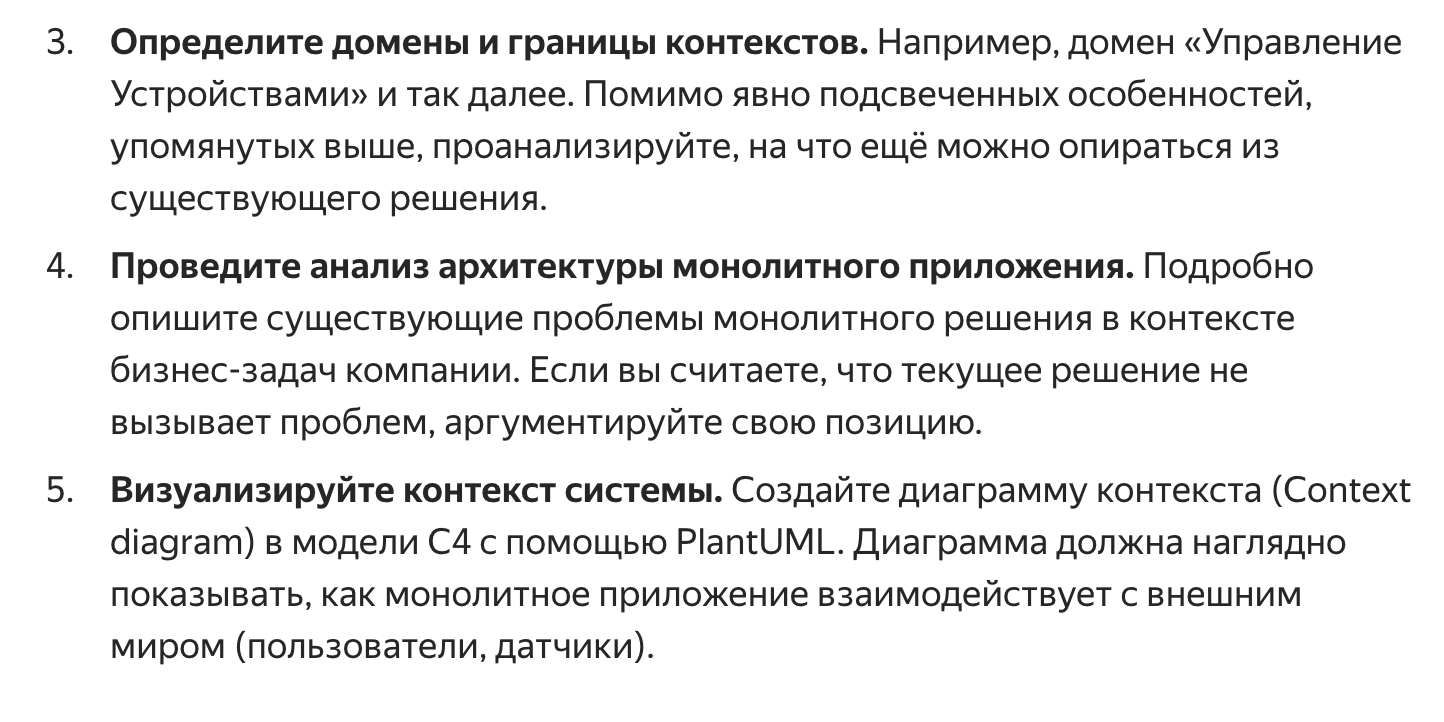 3. Определите домены и границы контекстов. Например, домен «Управление
Устройствами» и так далее. Помимо явно подсвеченных особенностей,
упомянутых выше, проанализируйте, на что ещё можно опираться из
существующего решения.
4. Проведите анализ архитектуры монолитного приложения. Подробно
опишите существующие проблемы монолитного решения в контексте
бизнес-задач компании. Если вы считаете, что текущее решение не
вызывает проблем, аргументируйте свою позицию.
5. Визуализируйте контекст системы. Создайте диаграмму контекста (Context
diagram) в модели C4 с помощью PlantUML. Диаграмма должна наглядно
показывать, как монолитное приложение взаимодействует с внешним
миром (пользователи, датчики).